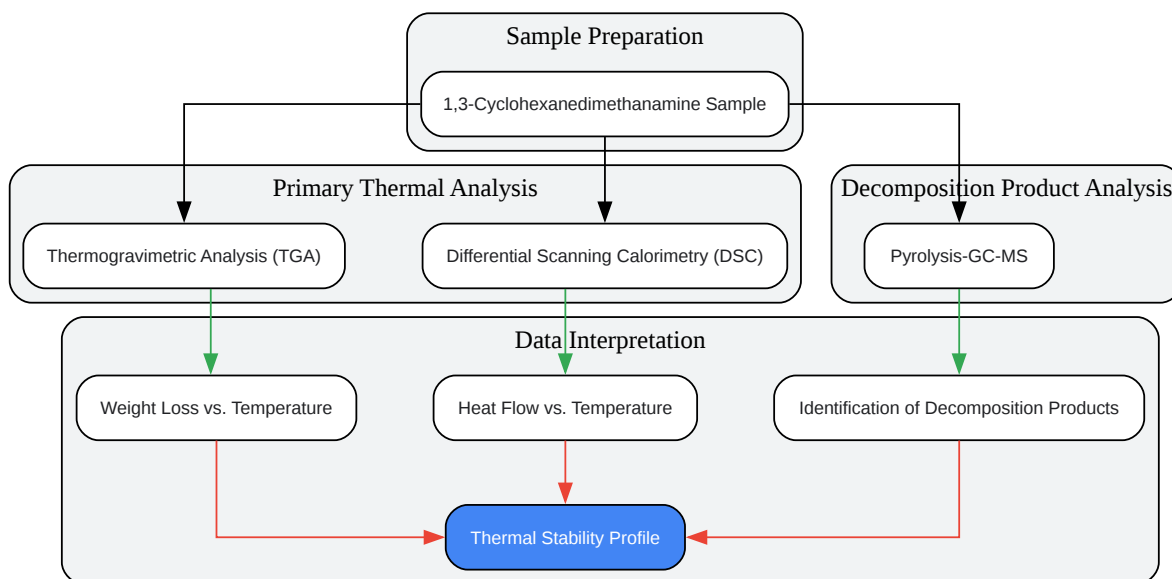 Sample Preparation
1,3-Cyclohexanedimethanamine Sample
Primary Thermal Analysis
Decomposition Product Analysis
Thermogravimetric Analysis (TGA)
Differential Scanning Calorimetry (DSC)
Pyrolysis-GC-MS
Data Interpretation
Weight Loss vs. Temperature
Heat Flow vs. Temperature
Identification of Decomposition Products
Thermal Stability Profile